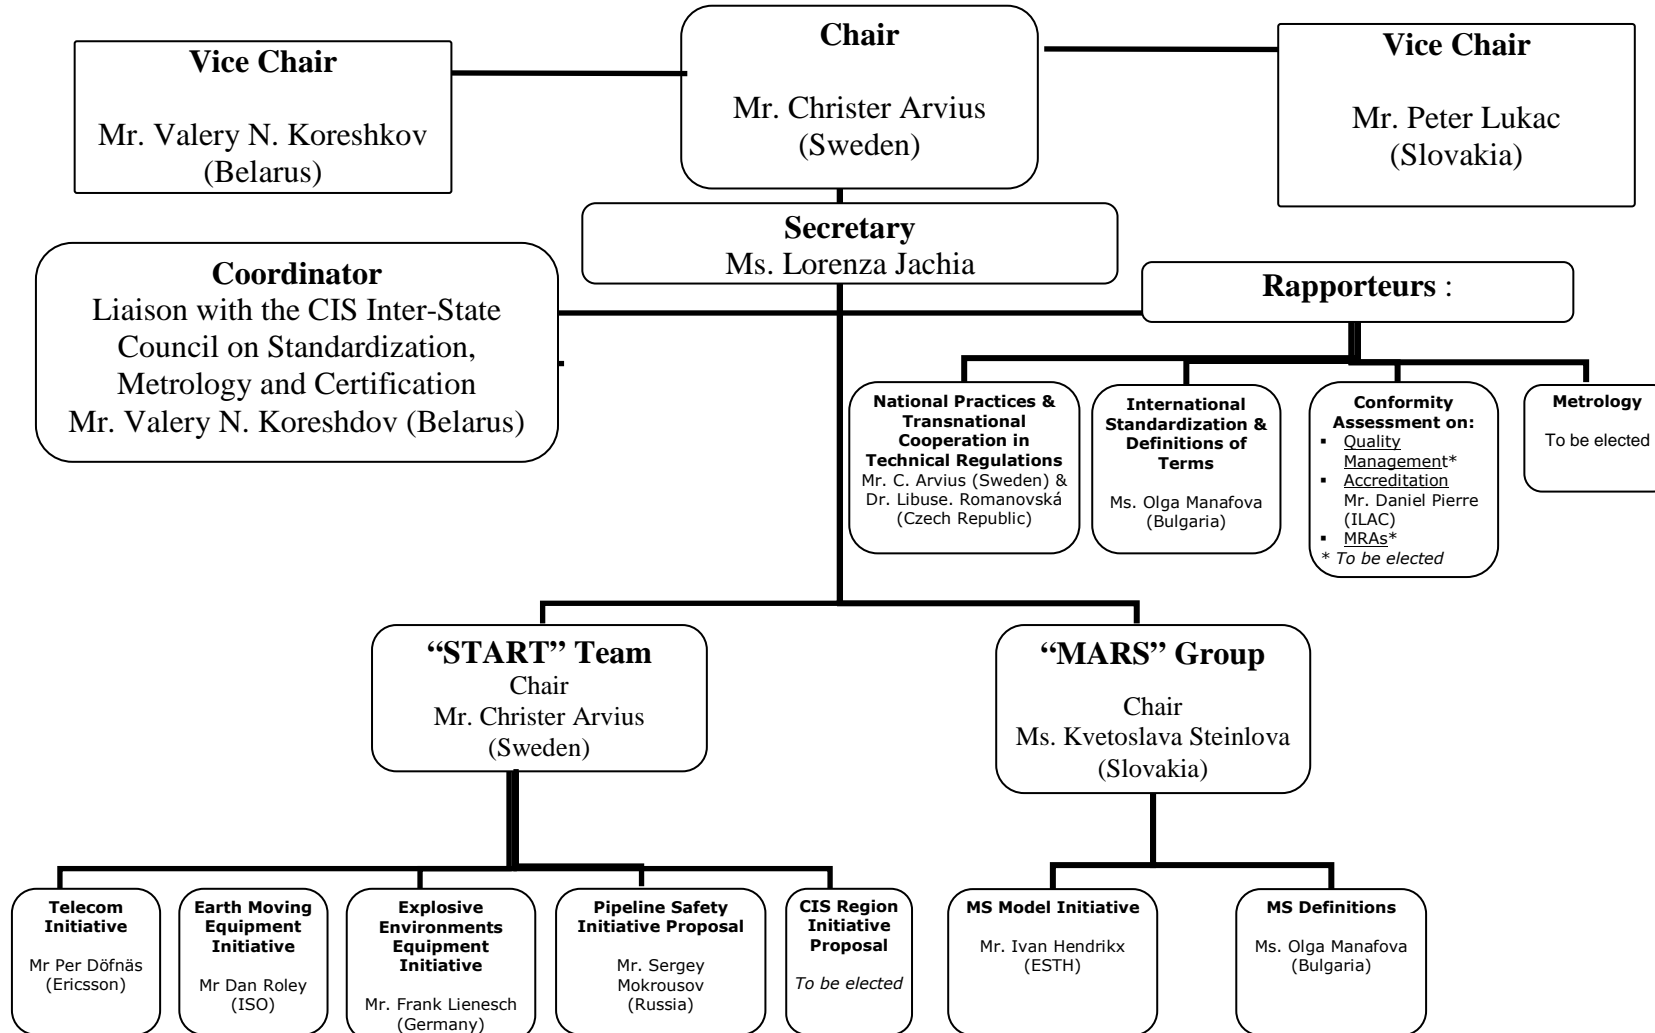 Chair
Mr. Christer Arvius
(Sweden)
Vice Chair
Mr. Valery N. Koreshkov
(Belarus)
Vice Chair
Mr. Peter Lukac
(Slovakia)
Secretary
Ms. Lorenza Jachia
Coordinator
Liaison with the CIS Inter-State
Council on Standardization,
Metrology and Certification
Mr. Valery N. Koreshdov (Belarus)
Rapporteurs :
National Practices &
Transnational
Cooperation in
Technical Regulations
Mr. C. Arvius (Sweden) &
Dr. Libuse. Romanovská
(Czech Republic)
International
Standardization &
Definitions of
Terms
Ms. Olga Manafova
(Bulgaria)
Conformity
Assessment on:
▪ Quality
Management*
▪ Accreditation
Mr. Daniel Pierre
(ILAC)
▪ MRAs*
* To be elected
Metrology
To be elected
“START” Team
Chair
Mr. Christer Arvius
(Sweden)
“MARS” Group
Chair
Ms. Kvetoslava Steinlova
(Slovakia)
Telecom
Initiative
Mr Per Döfnäs
(Ericsson)
Earth Moving
Equipment
Initiative
Mr Dan Roley
(ISO)
Explosive
Environments
Equipment
Initiative
Mr. Frank Lienesch
(Germany)
Pipeline Safety
Initiative Proposal
Mr. Sergey
Mokrousov
(Russia)
CIS Region
Initiative
Proposal
To be elected
MS Model Initiative
Mr. Ivan Hendrikx
(ESTH)
MS Definitions
Ms. Olga Manafova
(Bulgaria)